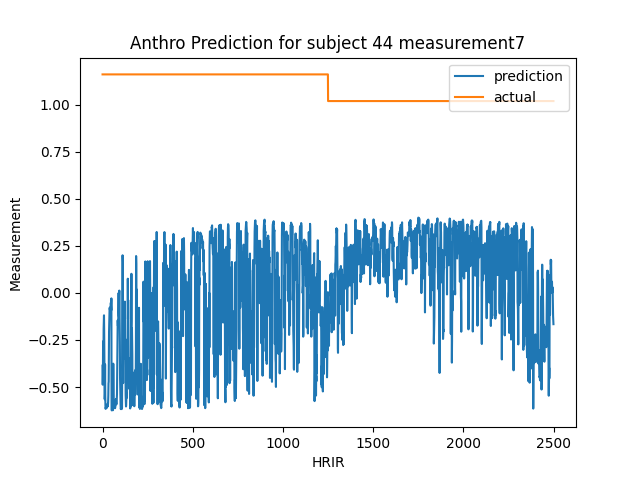 Anthro Prediction for subject 44 measurement7
prediction
actual
1.00
0.75
0.50
0.25
0.00
−0.25
−0.50
Measurement
0
500
1000
1500
2000
2500
HRIR